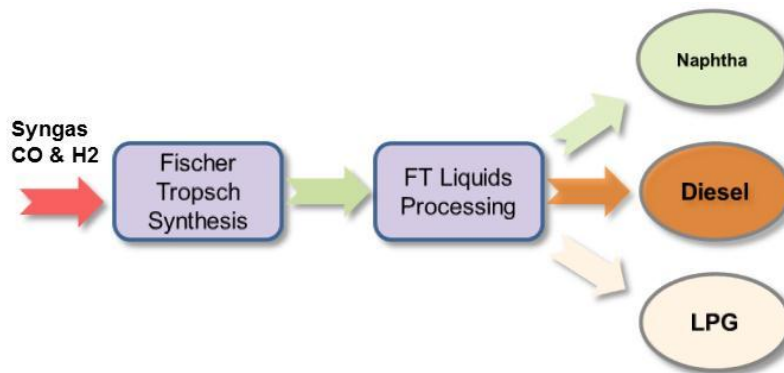 Syngas
CO & H2
Fischer
Tropsch
Synthesis
FT Liquids
Processing
Naphtha
Diesel
LPG